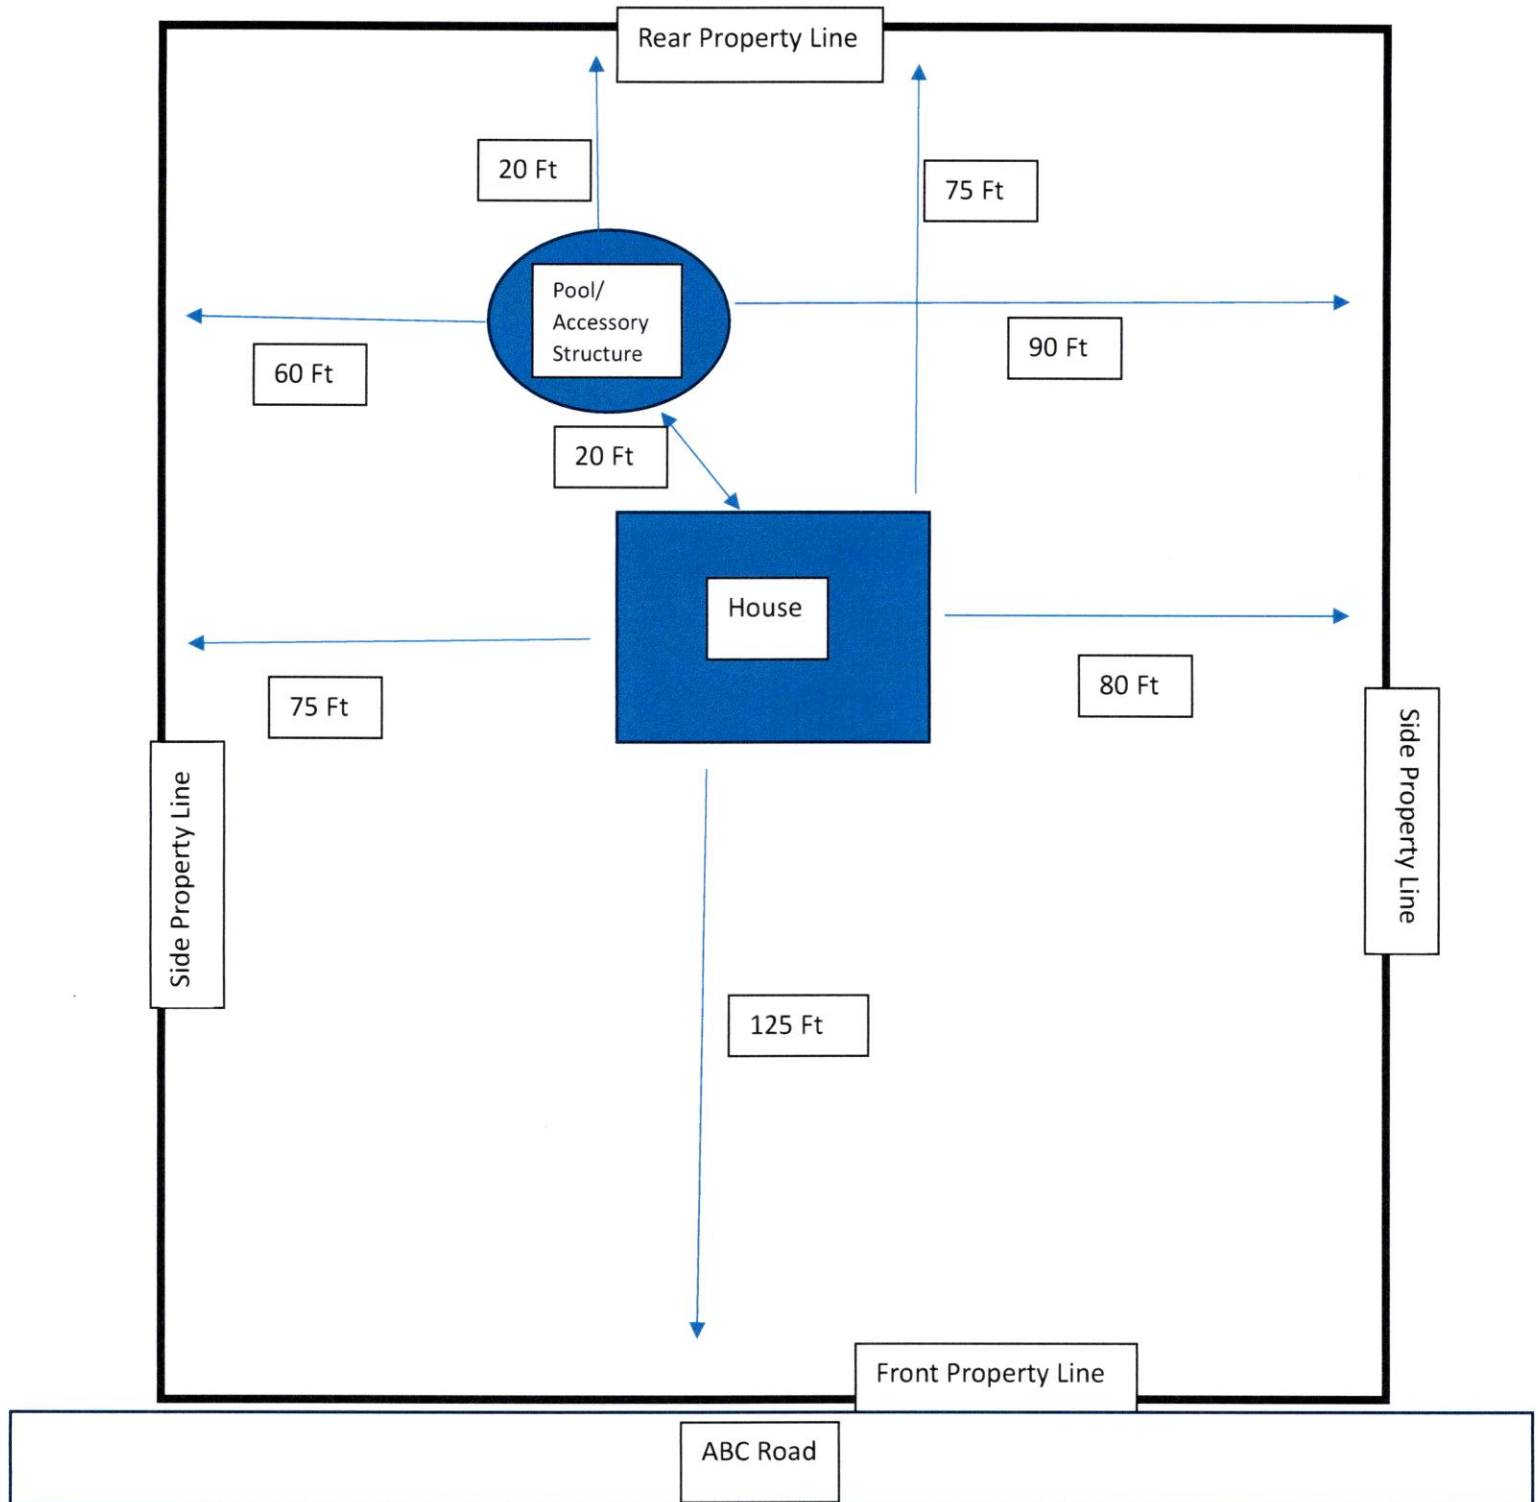 Rear Property Line
20 Ft
75 Ft
Pool/
Accessory
Structure
60 Ft
90 Ft
20 Ft
House
75 Ft
80 Ft
Side Property Line
Side Property Line
125 Ft
Front Property Line
ABC Road